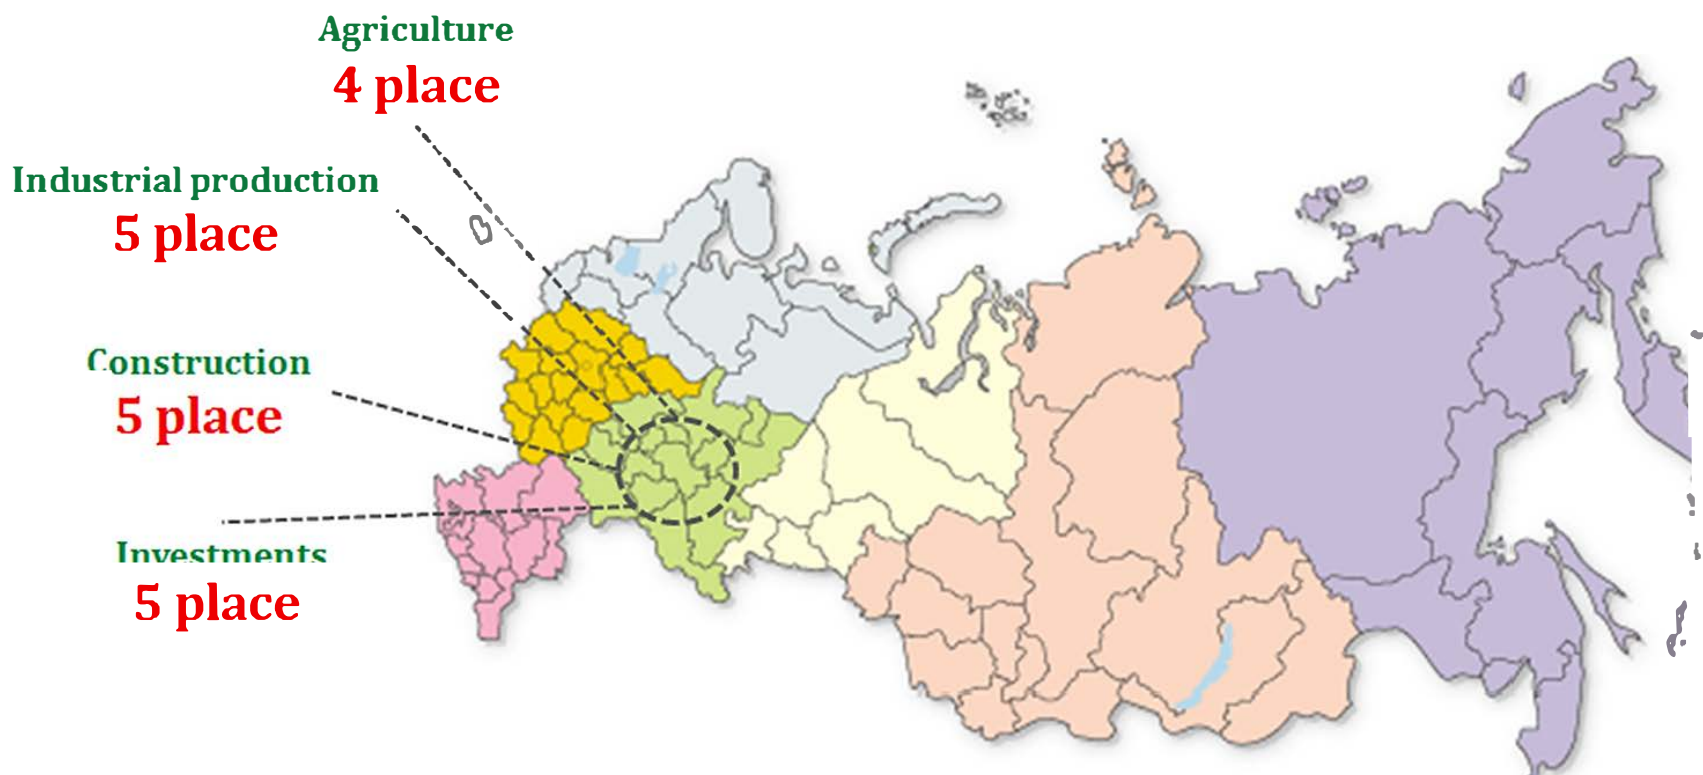 Agriculture
4 place
Industrial production
5 place
Construction
5 place
Investments
5 place